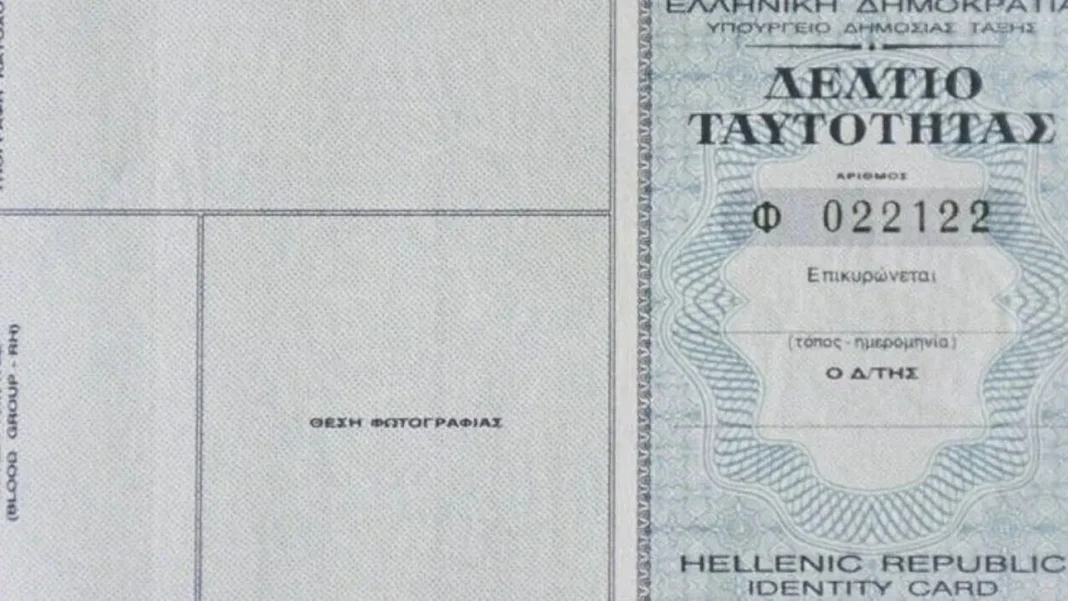 (BLOOD GROUP - RH)
ΘΕΣΗ ΦΩΤΟΓΡΑΦΙΑΣ
ΕΛΛΗΝΙΚΗ ΔΗΜΟΚΡΑΤΙΑ
ΥΠΟΥΡΓΕΙΟ ΔΗΜΟΣΙΑΣ ΤΑΞΗΣ
ΔΕΛΤΙΟ
ΤΑΥΤΟΤΗΤΑΣ
ΑΡΙΘΜΟΣ
Φ 022122
Επικυρώνεται
(τόπος - ημερομηνία)
Ο Δ/ΤΗΣ
HELLENIC REPUBLIC
IDENTITY CARD